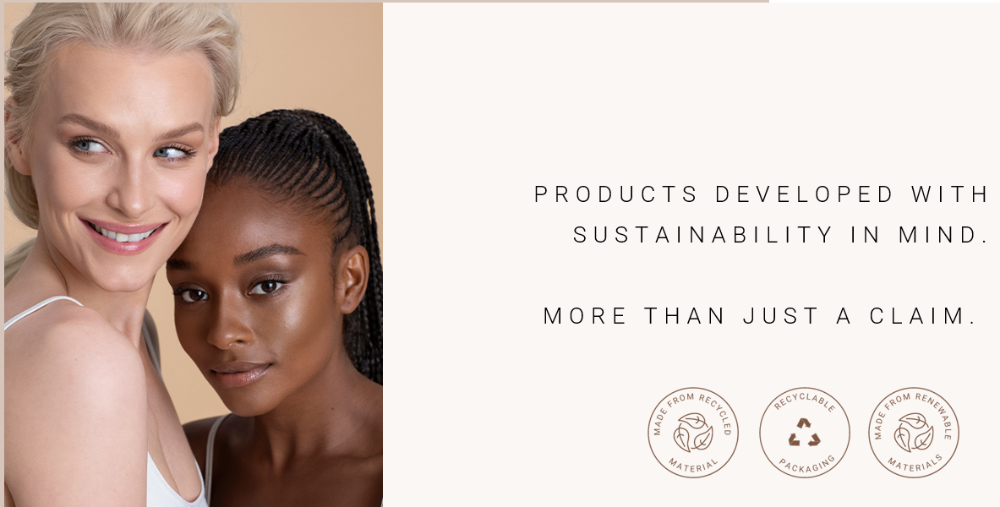 PRODUCTS DEVELOPED WITH
SUSTAINABILITY IN MIND.
MORE THAN JUST A CLAIM.
MADE FROM RECYCLED
MATERIAL
RECYCLABLE
PACKAGING
MADE FROM RENEWABLE
MATERIALS